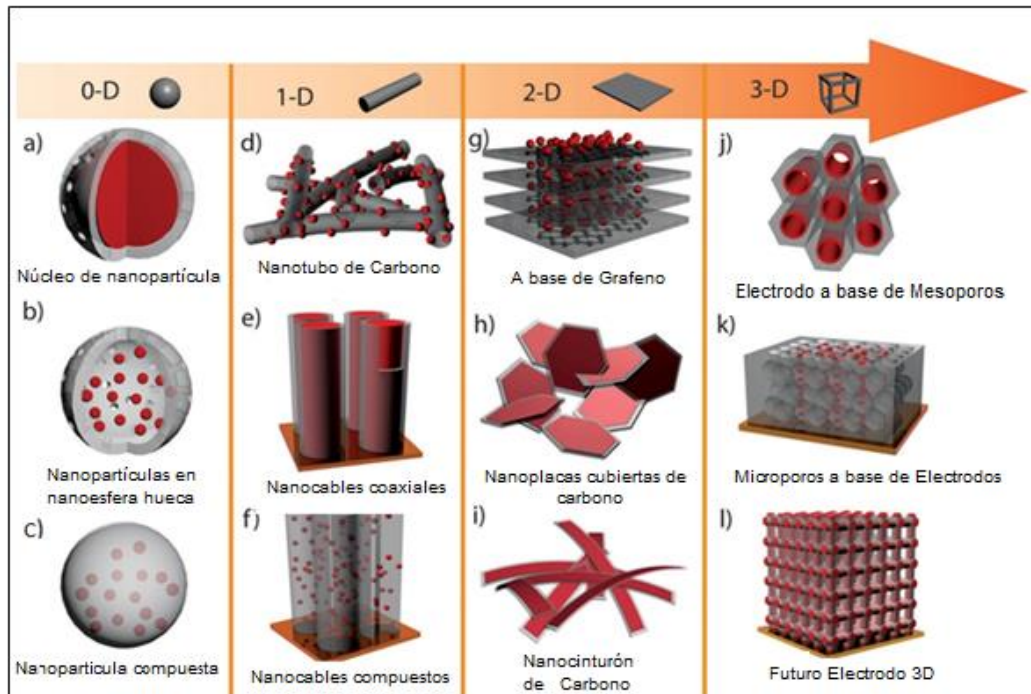 0-D
1-D
2-D
3-D
a)
Núcleo de nanopartícula
b)
Nanopartículas en
nanoesfera hueca
c)
Nanoparticula compuesta
d)
Nanotubo de Carbono
e)
Nanocables coaxiales
f)
Nanocables compuestos
g)
A base de Grafeno
h)
Nanoplacas cubiertas de
carbono
i)
Nanocinturón
de Carbono
j)
Electrodo a base de Mesoporos
k)
Microporos a base de Electrodos
l)
Futuro Electrodo 3D